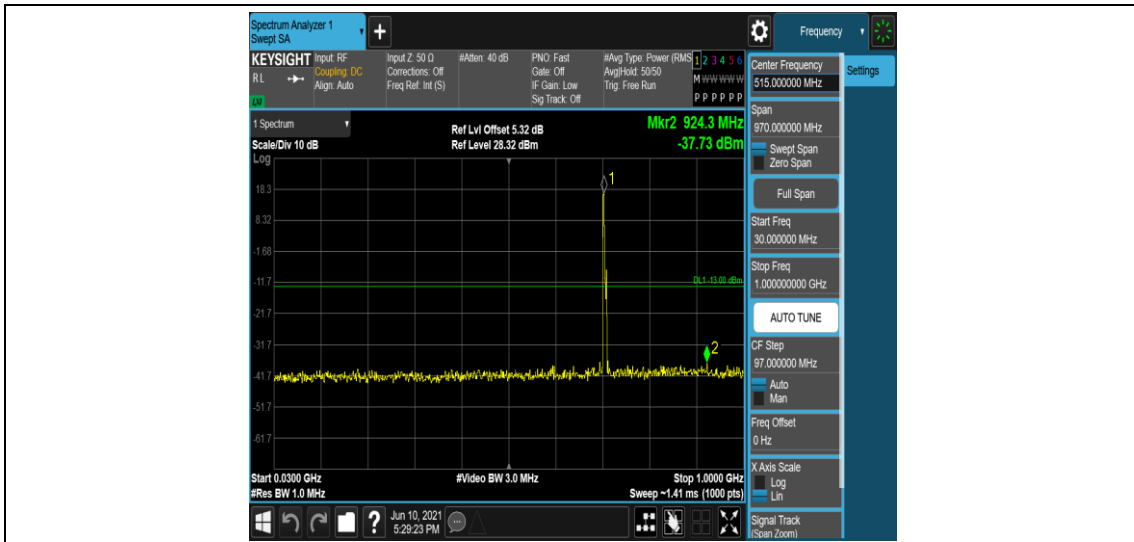 Spectrum Analyzer 1
Swept SA
+
Frequency
KEYSIGHT
RL
LNI
Input: RF
Coupling: DC
Align: Auto
Input Z: 50 Ω
Corrections: Off
Freq Ref: Int (S)
#Atten: 40 dB
PNO: Fast
Gate: Off
IF Gain: Low
Sig Track: Off
#Avg Type: Power (RMS
Avg|Hold: 50/50
Trig: Free Run
1 2 3 4 5 6
M W W W W W
P P P P P P
1 Spectrum
Scale/Div 10 dB
Log
Ref Lvl Offset 5.32 dB
Ref Level 28.32 dBm
Mkr2 924.3 MHz
-37.73 dBm
18.3
8.32
-1.68
-11.7
-21.7
-31.7
-41.7
-51.7
-61.7
1
DL1 -13.00 dBm
2
Start 0.0300 GHz
#Res BW 1.0 MHz
#Video BW 3.0 MHz
Stop 1.0000 GHz
Sweep ~1.41 ms (1000 pts)
?
Jun 10, 2021
5:29:23 PM
Center Frequency
515.000000 MHz
Span
970.000000 MHz
Swept Span
Zero Span
Full Span
Start Freq
30.000000 MHz
Stop Freq
1.000000000 GHz
AUTO TUNE
CF Step
97.000000 MHz
Auto
Man
Freq Offset
0 Hz
X Axis Scale
Log
Lin
Signal Track
(Span Zoom)
Settings